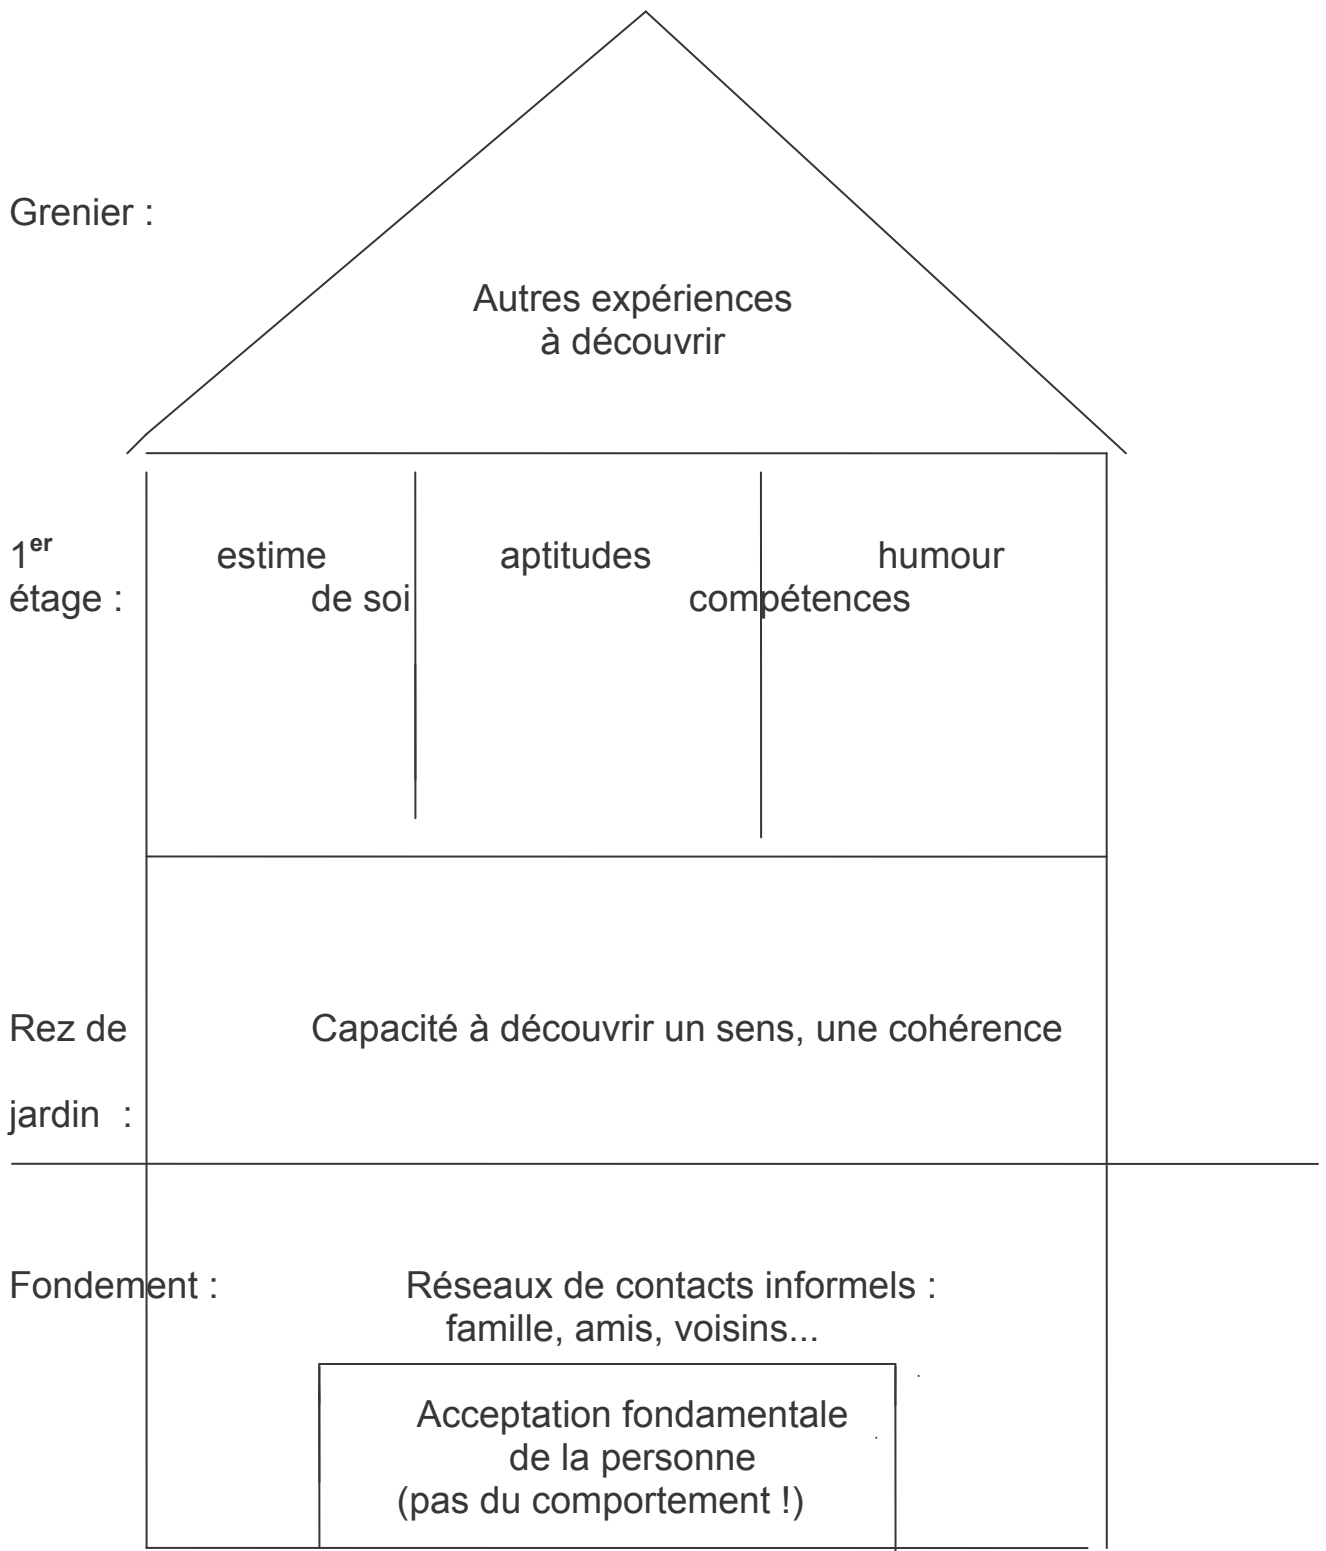 Grenier :
Autres expériences
à découvrir
1er estime aptitudes humour
étage : de soi compétences
Rez de Capacité à découvrir un sens, une cohérence
jardin :
Fondement : Réseaux de contacts informels :
famille, amis, voisins...
Acceptation fondamentale
de la personne
(pas du comportement !)